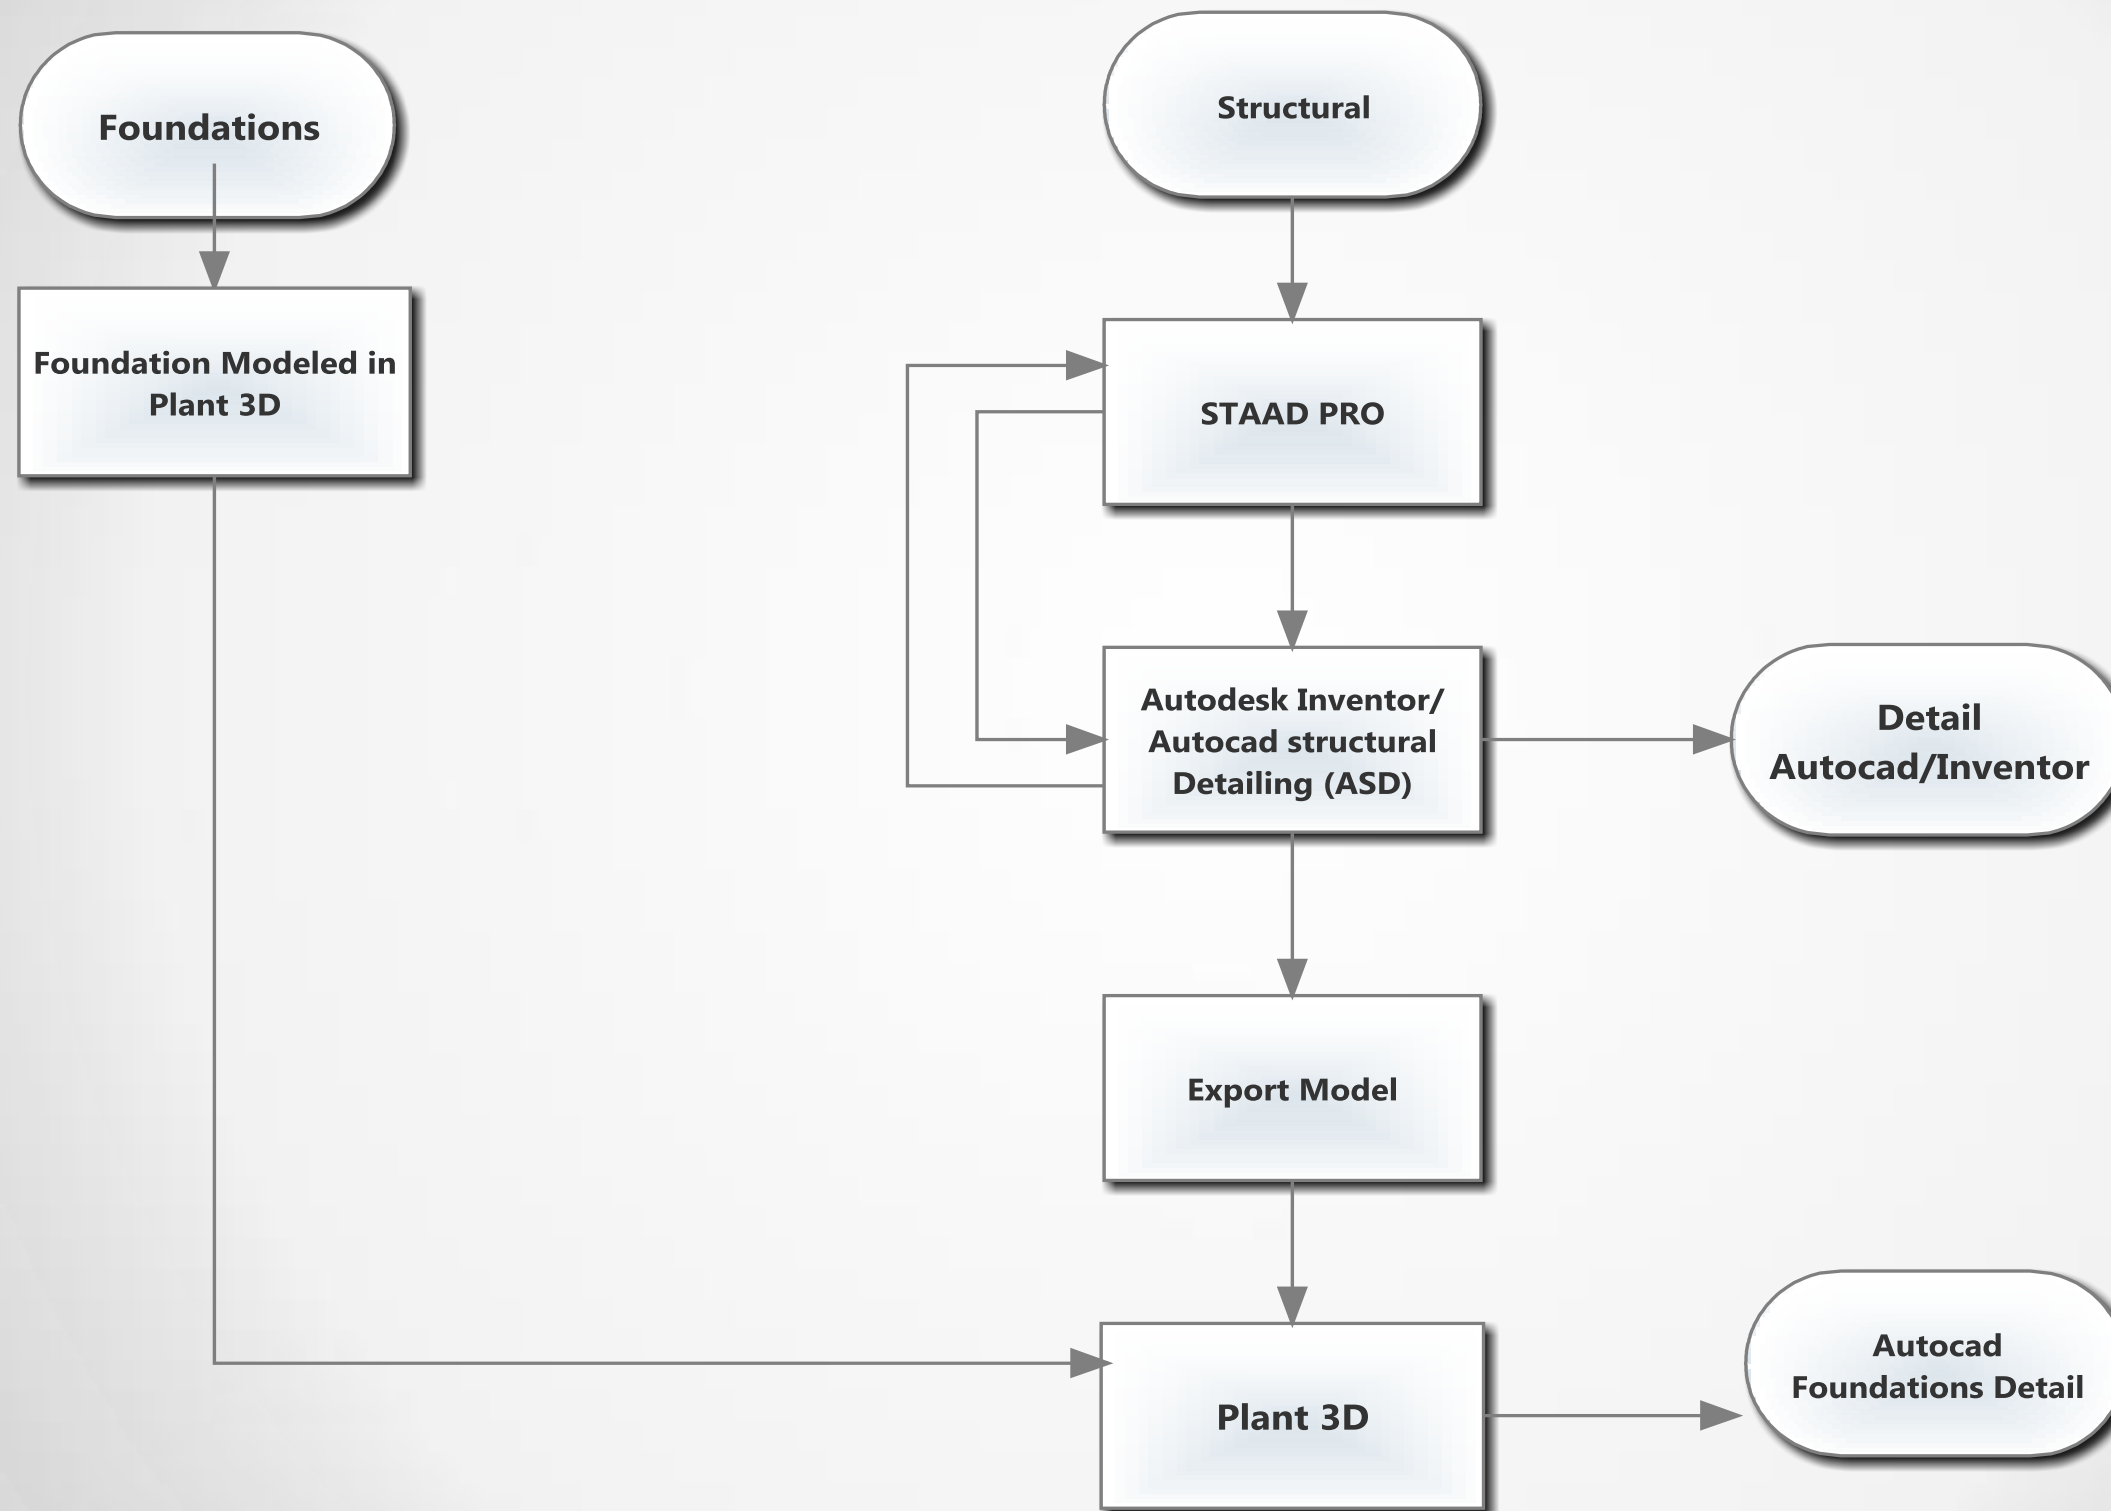 Foundations
Structural
Foundation Modeled in
Plant 3D
STAAD PRO
Autodesk Inventor/
Autocad structural
Detailing (ASD)
Detail
Autocad/Inventor
Export Model
Plant 3D
Autocad
Foundations Detail